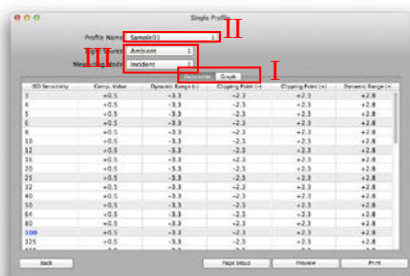 Single Profile
II
Profile Name: Sample01
Light Source: Ambient
II
Measuring Mode: Incident
I
Data table Graph
ISO Sensitivity Comp. Value Dynamic Range (-) Clipping Point (-) Clipping Point (+) Dynamic Range (+)
3 +0.5 -3.3 -2.3 +2.3 +2.8
4 +0.5 -3.3 -2.3 +2.3 +2.8
5 +0.5 -3.3 -2.3 +2.3 +2.8
6 +0.5 -3.3 -2.3 +2.3 +2.8
8 +0.5 -3.3 -2.3 +2.3 +2.8
10 +0.5 -3.3 -2.3 +2.3 +2.8
12 +0.5 -3.3 -2.3 +2.3 +2.8
16 +0.5 -3.3 -2.3 +2.3 +2.8
20 +0.5 -3.3 -2.3 +2.3 +2.8
25 +0.5 -3.3 -2.3 +2.3 +2.8
32 +0.5 -3.3 -2.3 +2.3 +2.8
40 +0.5 -3.3 -2.3 +2.3 +2.8
50 +0.5 -3.3 -2.3 +2.3 +2.8
64 +0.5 -3.3 -2.3 +2.3 +2.8
80 +0.5 -3.3 -2.3 +2.3 +2.8
100 +0.5 -3.3 -2.3 +2.3 +2.8
125 +0.5 -3.3 -2.3 +2.3 +2.8
Back Page Setup Preview Print